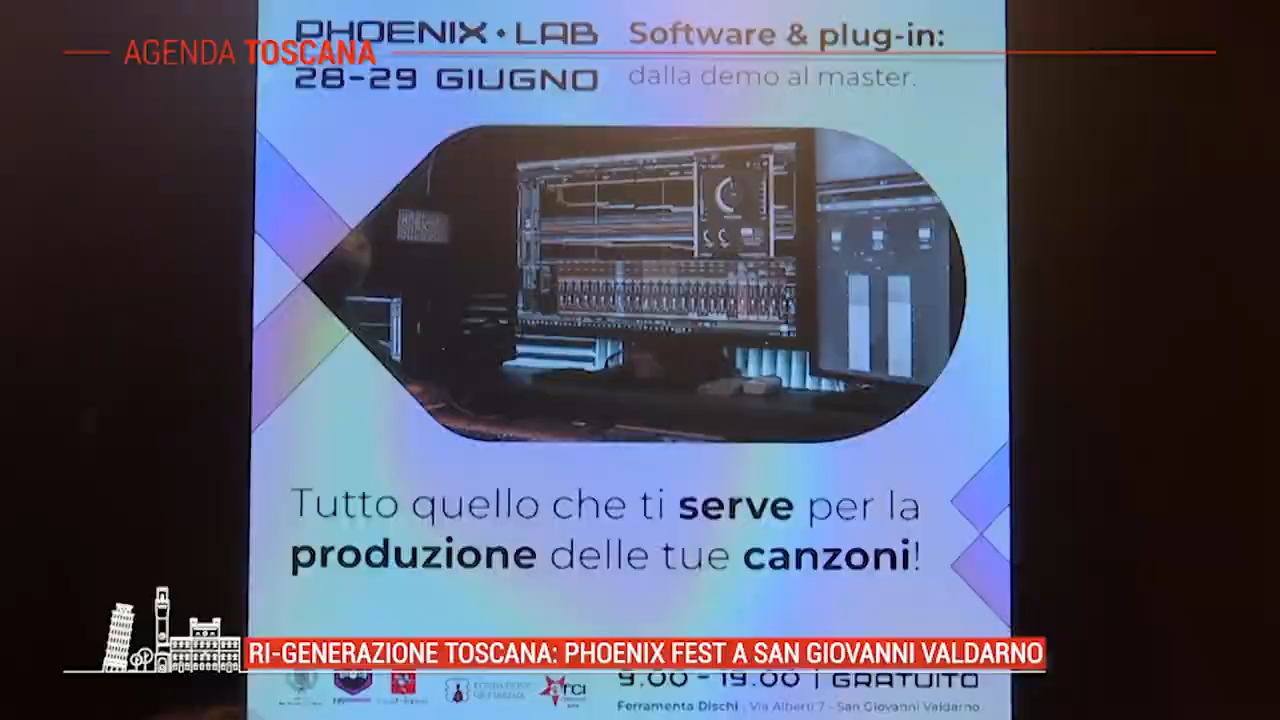 PHOENIX • LAB
28-29 GIUGNO
Software & plug-in:
dalla demo al master.
AGENDA TOSCANA
Tutto quello che ti serve per la
produzione delle tue canzoni!
RI-GENERAZIONE TOSCANA: PHOENIX FEST A SAN GIOVANNI VALDARNO
9.00 - 19.00 | GRATUITO
Ferramenta Dischi - Via Alberti 7 - San Giovanni Valdarno
arci